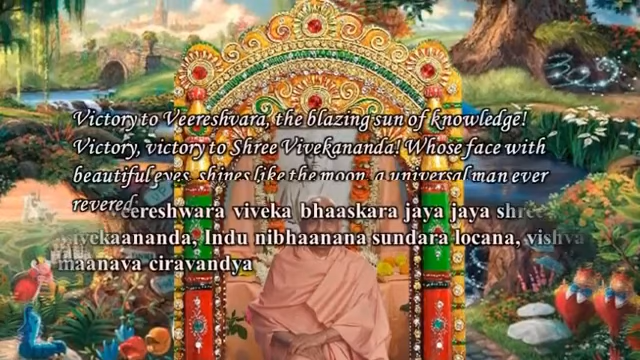 Victory to Veereshvara, the blazing sun of knowledge!
Victory, victory to Shree Vivekananda! Whose face with
beautiful eyes, shines like the moon, a universal man ever
revered.
eereshwara viveka bhaaskara jaya jaya shree
vivekaananda, Indu nibhaanana sundara locana, vishva
maanava ciravandya